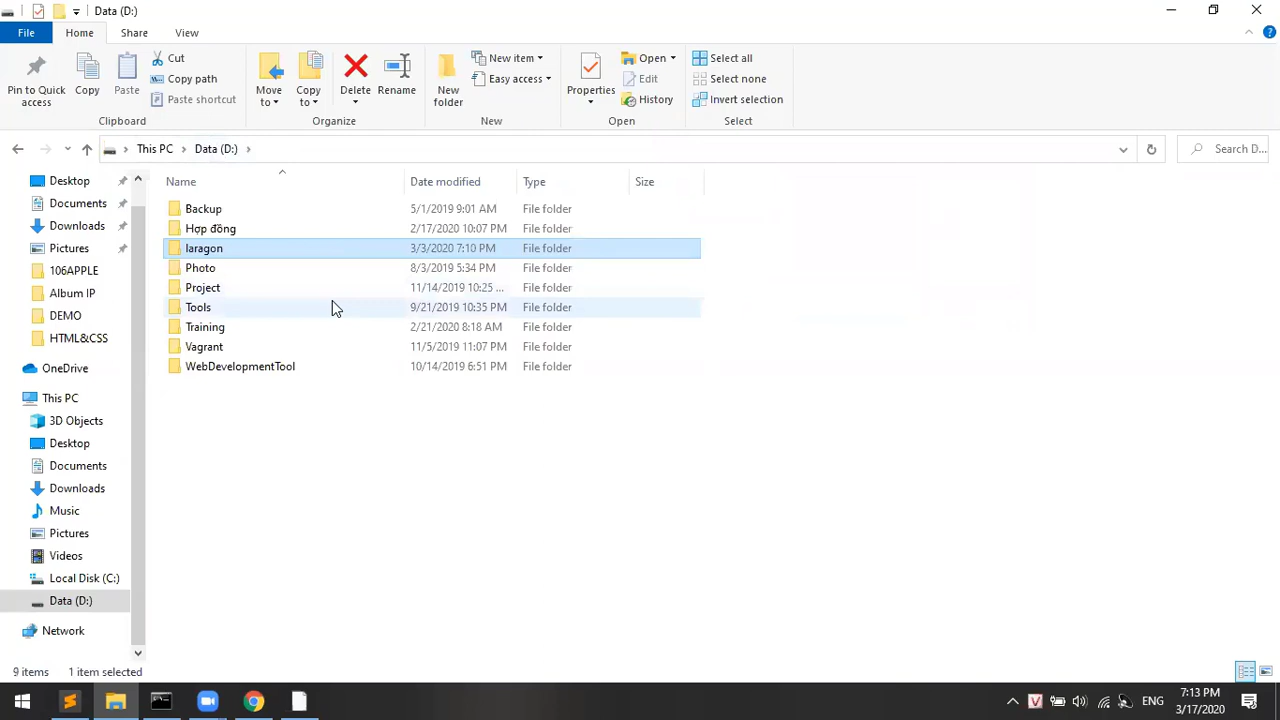 Data (D:)
File Home Share View
Pin to Quick access
Copy
Paste
Cut
Copy path
Paste shortcut
Clipboard
Move to
Copy to
Delete
Rename
Organize
New folder
New item
Easy access
New
Properties
Open
Edit
History
Open
Select all
Select none
Invert selection
Select
This PC > Data (D:) >
Search D...
Name Date modified Type Size
Backup 5/1/2019 9:01 AM File folder
Hợp đồng 2/17/2020 10:07 PM File folder
laragon 3/3/2020 7:10 PM File folder
Photo 8/3/2019 5:34 PM File folder
Project 11/14/2019 10:25 ... File folder
Tools 9/21/2019 10:35 PM File folder
Training 2/21/2020 8:18 AM File folder
Vagrant 11/5/2019 11:07 PM File folder
WebDevelopmentTool 10/14/2019 6:51 PM File folder
Desktop
Documents
Downloads
Pictures
106APPLE
Album IP
DEMO
HTML&CSS
OneDrive
This PC
3D Objects
Desktop
Documents
Downloads
Music
Pictures
Videos
Local Disk (C:)
Data (D:)
Network
9 items 1 item selected
V ENG
7:13 PM
3/17/2020